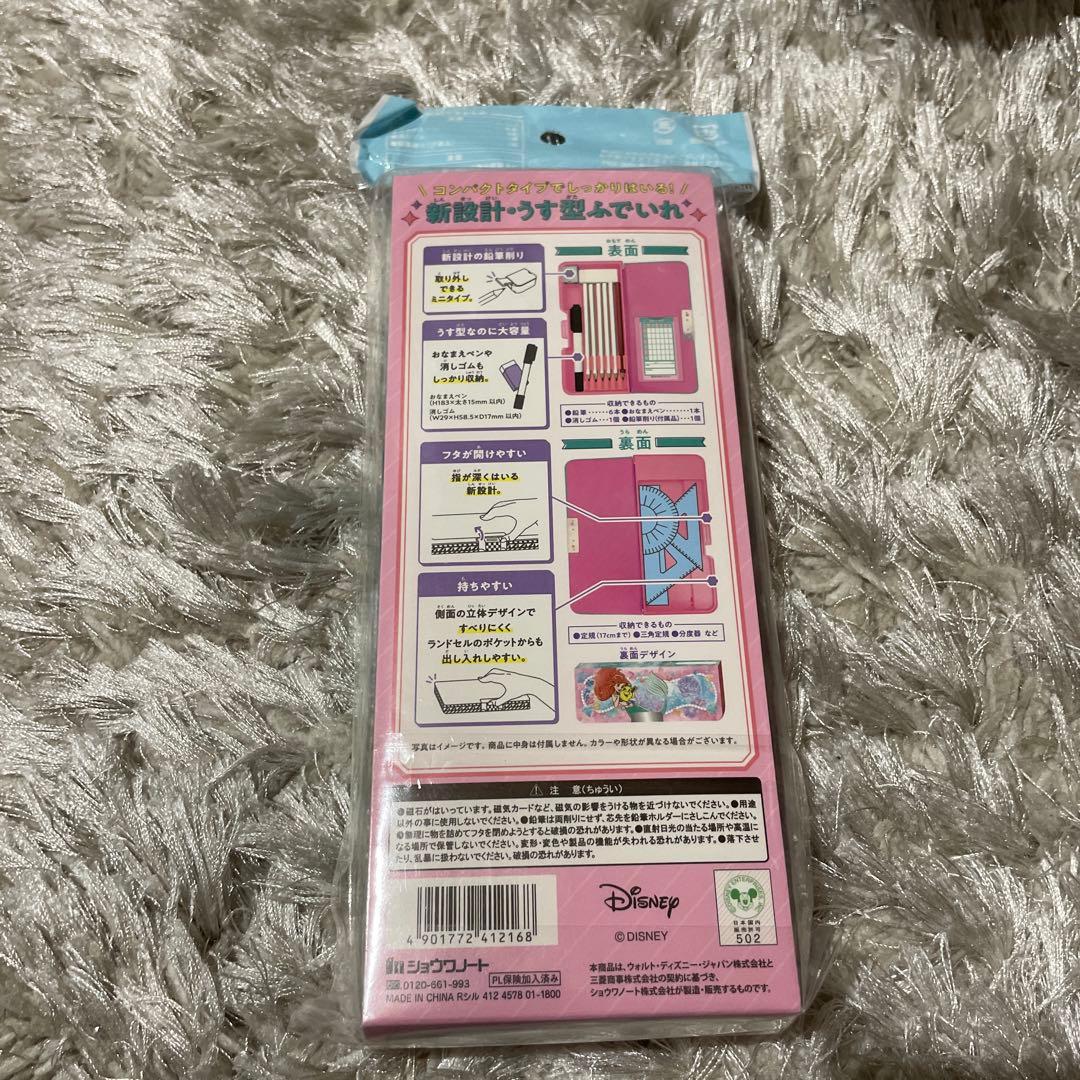 \ コンパクトタイプでしっかりはいる! /
新設計・うす型ふでいれ
新設計の鉛筆削り
取り外し
できる
ミニタイプ。
うす型なのに大容量
おなまえペンや
消しゴムも
しっかり収納。
おなまえペン
(H183×太さ15mm 以内)
消しゴム
(W29×H58.5×D17mm 以内)
フタが開けやすい
指が深くはいる
新設計。
持ちやすい
側面の立体デザインで
すべりにくく
ランドセルのポケットからも
出し入れしやすい。
おもて めん
表面
収納できるもの
●鉛筆……6本 ●おなまえペン……1本
●消しゴム…1個 ●鉛筆削り(付属品)…1個
うら めん
裏面
収納できるもの
●定規(17cmまで) ●三角定規 ●分度器 など
うら めん
裏面デザイン
写真はイメージです。商品に中身は付属しません。カラーや形状が異なる場合がございます。
⚠ 注 意(ちゅうい)
●磁石がはいっています。磁気カードなど、磁気の影響をうける物を近づけないでください。●用途
以外の事に使用しないでください。●鉛筆は両削りにせず、芯先を鉛筆ホルダーにさしこんでください。
●無理に物を詰めてフタを閉めようとすると破損の恐れがあります。●直射日光の当たる場所や高温に
なる場所で保管しないでください。変形・変色や製品の機能が失われる恐れがあります。●落下させ
たり、乱暴に扱わないでください。破損の恐れがあります。
4 901772 412168
Disney
© DISNEY
日本国内
販売許可
502
ショウワノート
PL保険加入済み
0120-661-993
MADE IN CHINA Rシル 412 4578 01-1800
本商品は、ウォルト・ディズニー・ジャパン株式会社と
三菱商事株式会社の契約に基づき、
ショウワノート株式会社が製造・販売するものです。